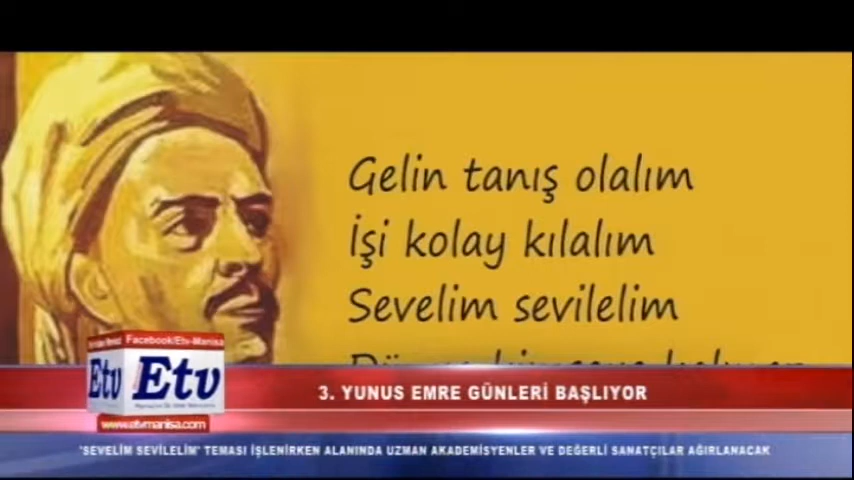 Gelin tanış olalım
İşi kolay kılalım
Sevelim sevilelim
Facebook/Etv-Manisa
Etv Etv
www.etvmanisa.com
3. YUNUS EMRE GÜNLERİ BAŞLIYOR
'SEVELİM SEVİLELİM' TEMASI İŞLENİRKEN ALANINDA UZMAN AKADEMİSYENLER VE DEĞERLİ SANATÇILAR AĞIRLANACAK